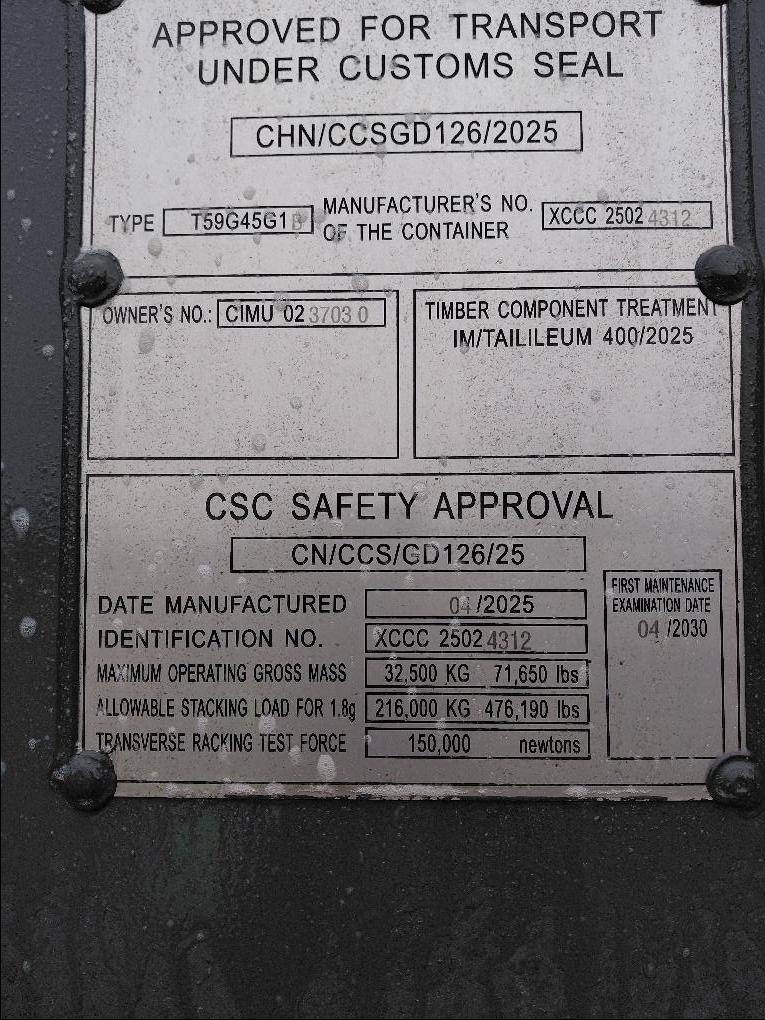 APPROVED FOR TRANSPORT
UNDER CUSTOMS SEAL
CHN/CCSGD126/2025
TYPE T59G45G1B
MANUFACTURER'S NO.
OF THE CONTAINER
XCCC 2502 4312
OWNER'S NO.: CIMU 02 3703 0
TIMBER COMPONENT TREATMENT
IM/TAILILEUM 400/2025
CSC SAFETY APPROVAL
CN/CCS/GD126/25
DATE MANUFACTURED 04/2025
IDENTIFICATION NO. XCCC 2502 4312
MAXIMUM OPERATING GROSS MASS 32,500 KG 71,650 lbs
ALLOWABLE STACKING LOAD FOR 1.8g 216,000 KG 476,190 lbs
TRANSVERSE RACKING TEST FORCE 150,000 newtons
FIRST MAINTENANCE
EXAMINATION DATE
04 /2030